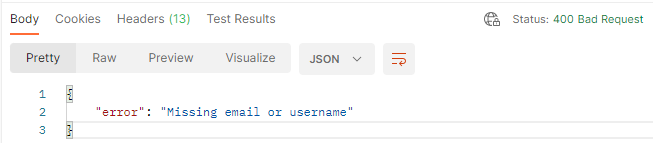 Body Cookies Headers (13) Test Results Status: 400 Bad Request
Pretty Raw Preview Visualize JSON
1 {
2 "error": "Missing email or username"
3 }